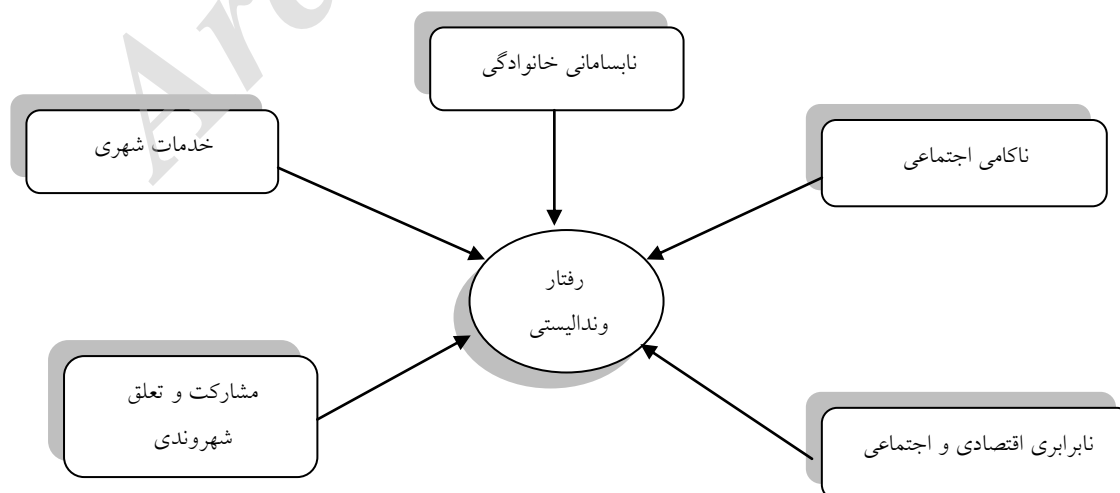 نابسامانی خانوادگی
ناکامی اجتماعی
خدمات شهری
رفتار
وندالیستی
مشارکت و تعلق
شهروندی
نابرابری اقتصادی و اجتماعی